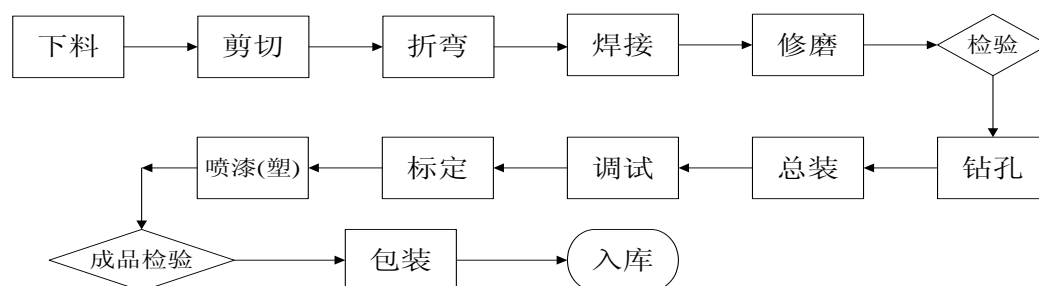 下料 剪切 折弯 焊接 修磨 检验
喷漆(塑) 标定 调试 总装 钻孔
成品检验 包装 入库